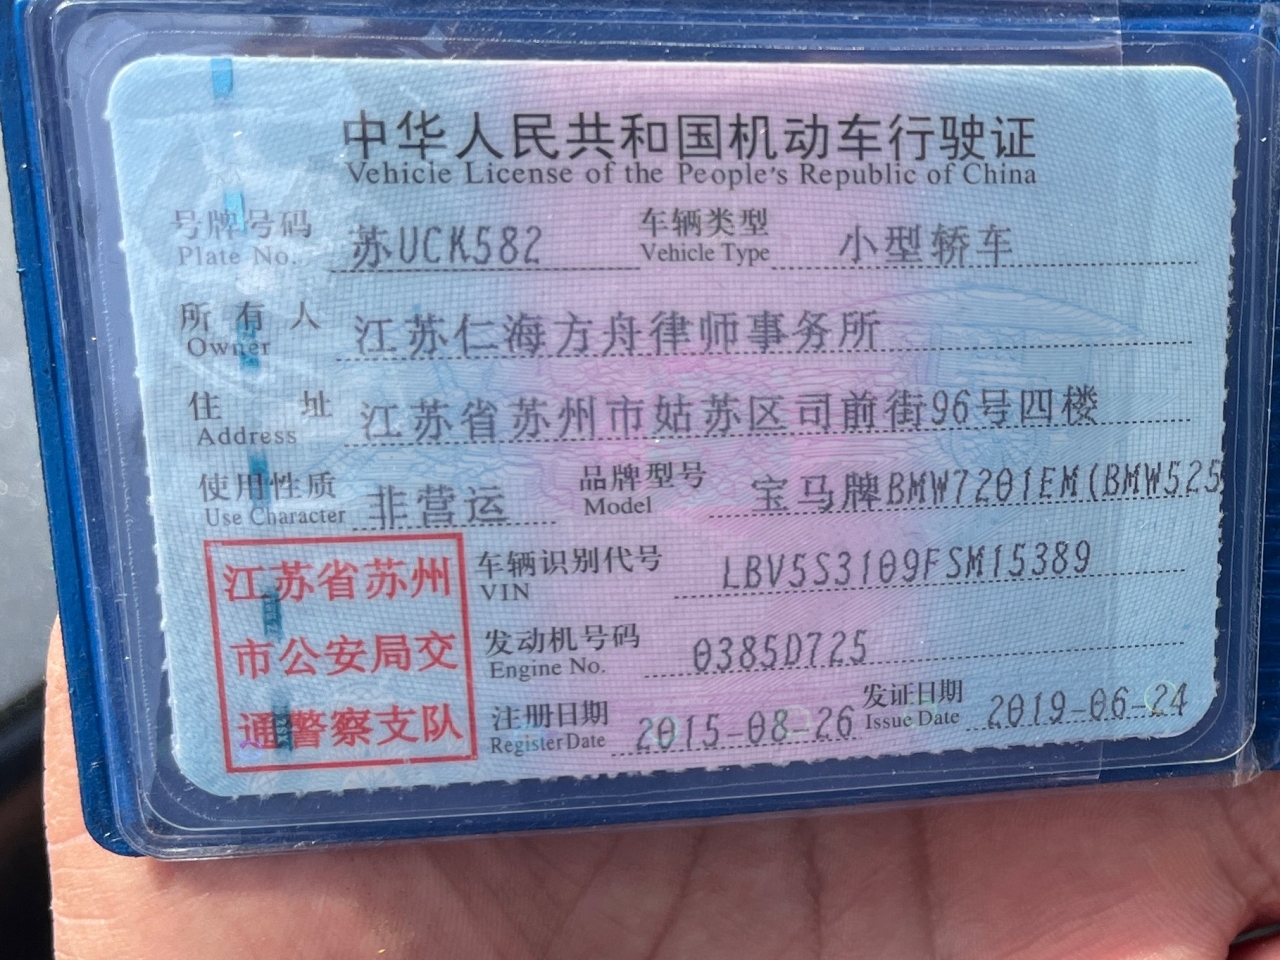 中华人民共和国机动车行驶证
Vehicie License of the People's Republic of China
号牌号码 苏UCK582 车辆类型 小型轿车
Plate No. Vehicle Type
所有人 江苏仁海方舟律师事务所
Owner
住址 江苏省苏州市姑苏区司前街96号四楼
Address
使用性质 非营运 品牌型号 宝马牌BMW7201EM(BMW525
Use Character Model
江苏省苏州
市公安局交
通警察支队
车辆识别代号 LBV5S3109FSM15389
VIN
发动机号码 0385D725
Engine No.
注册日期 2015-08-26 发证日期 2019-06-24
Register Date Issue Date